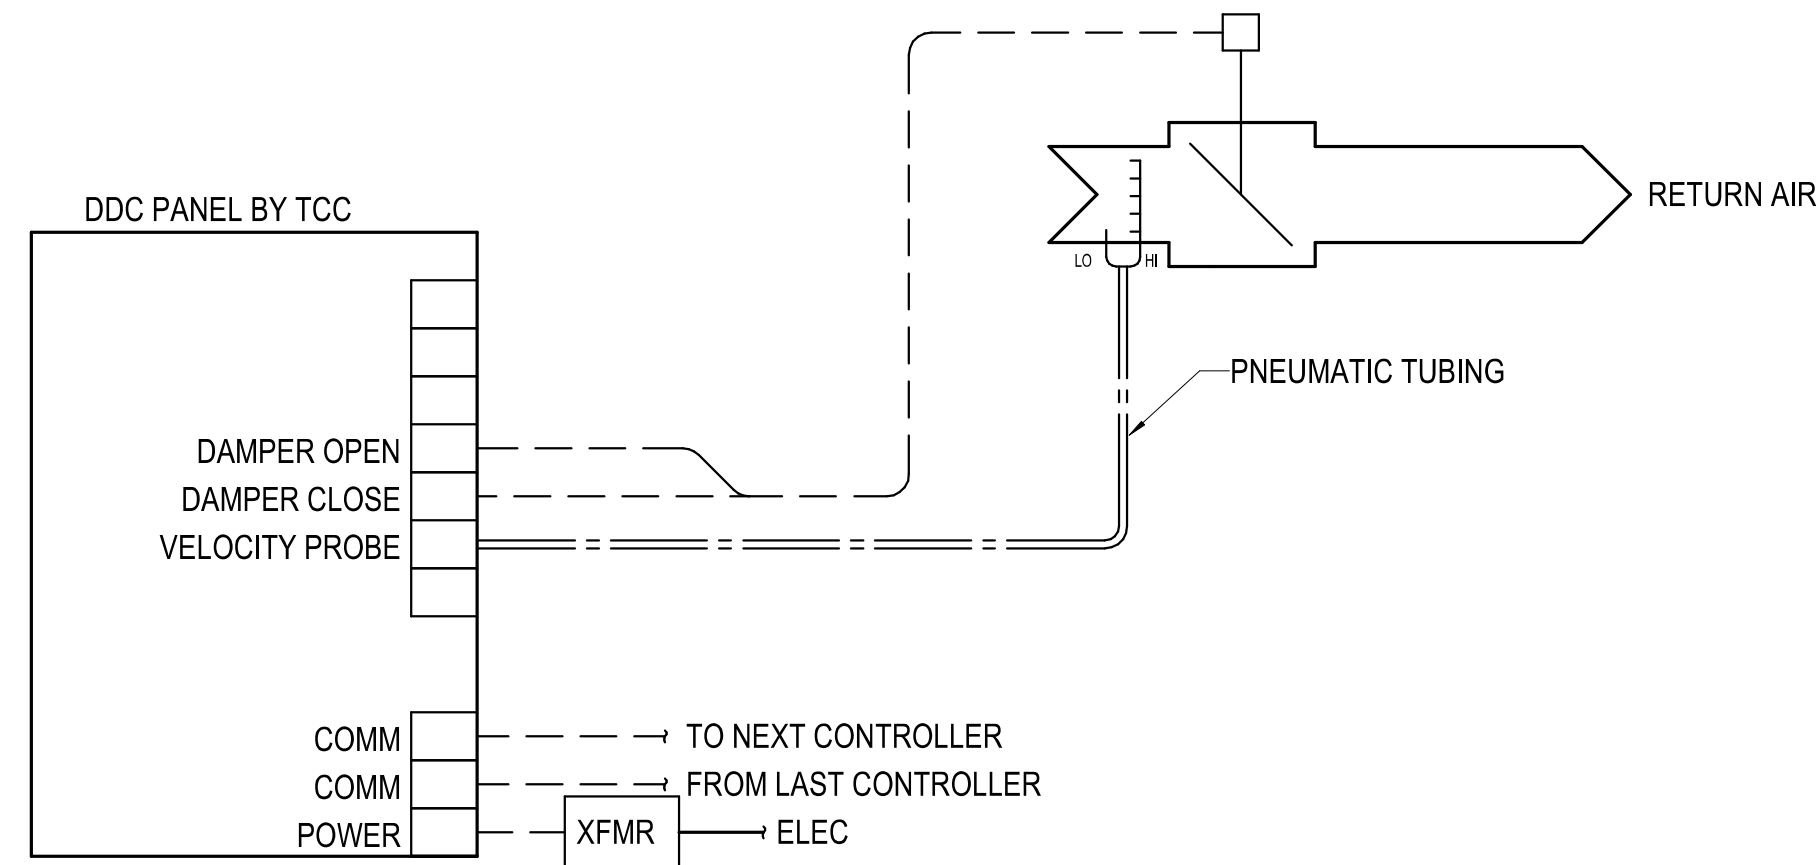 RETURN AIR
DDC PANEL BY TCC
LO
HI
PNEUMATIC TUBING
DAMPER OPEN
DAMPER CLOSE
VELOCITY PROBE
COMM
TO NEXT CONTROLLER
COMM
FROM LAST CONTROLLER
POWER
XFMR
ELEC